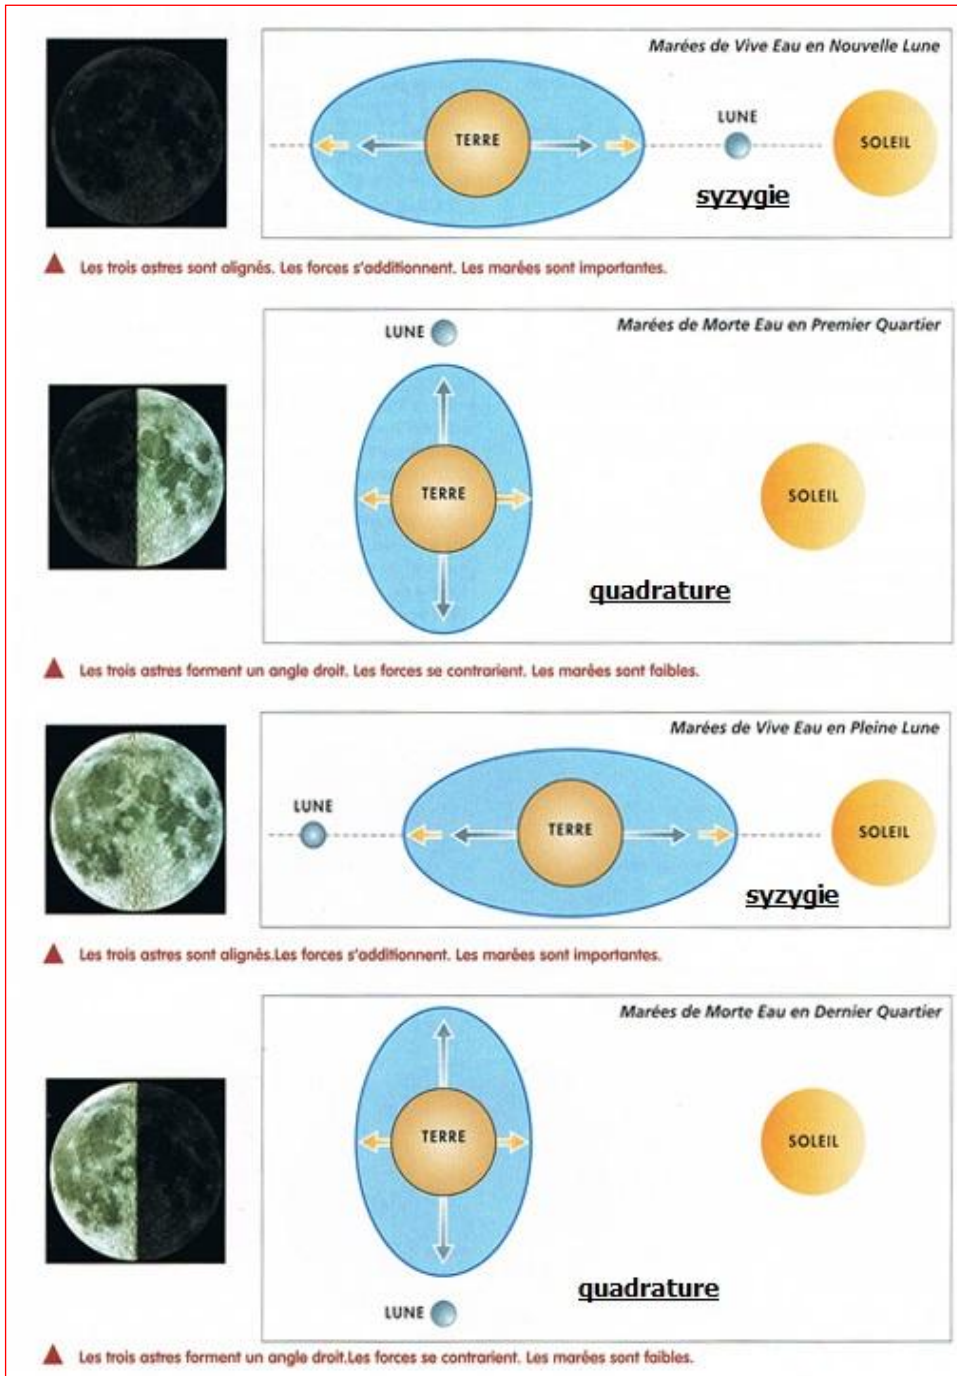 Marées de Vive Eau en Nouvelle Lune
LUNE
TERRE
SOLEIL
syzygie
Les trois astres sont alignés. Les forces s'additionnent. Les marées sont importantes.
Marées de Morte Eau en Premier Quartier
LUNE
TERRE
SOLEIL
quadrature
Les trois astres forment un angle droit. Les forces se contrarient. Les marées sont faibles.
Marées de Vive Eau en Pleine Lune
LUNE
TERRE
SOLEIL
syzygie
Les trois astres sont alignés.Les forces s'additionnent. Les marées sont importantes.
Marées de Morte Eau en Dernier Quartier
TERRE
SOLEIL
quadrature
LUNE
Les trois astres forment un angle droit.Les forces se contrarient. Les marées sont faibles.